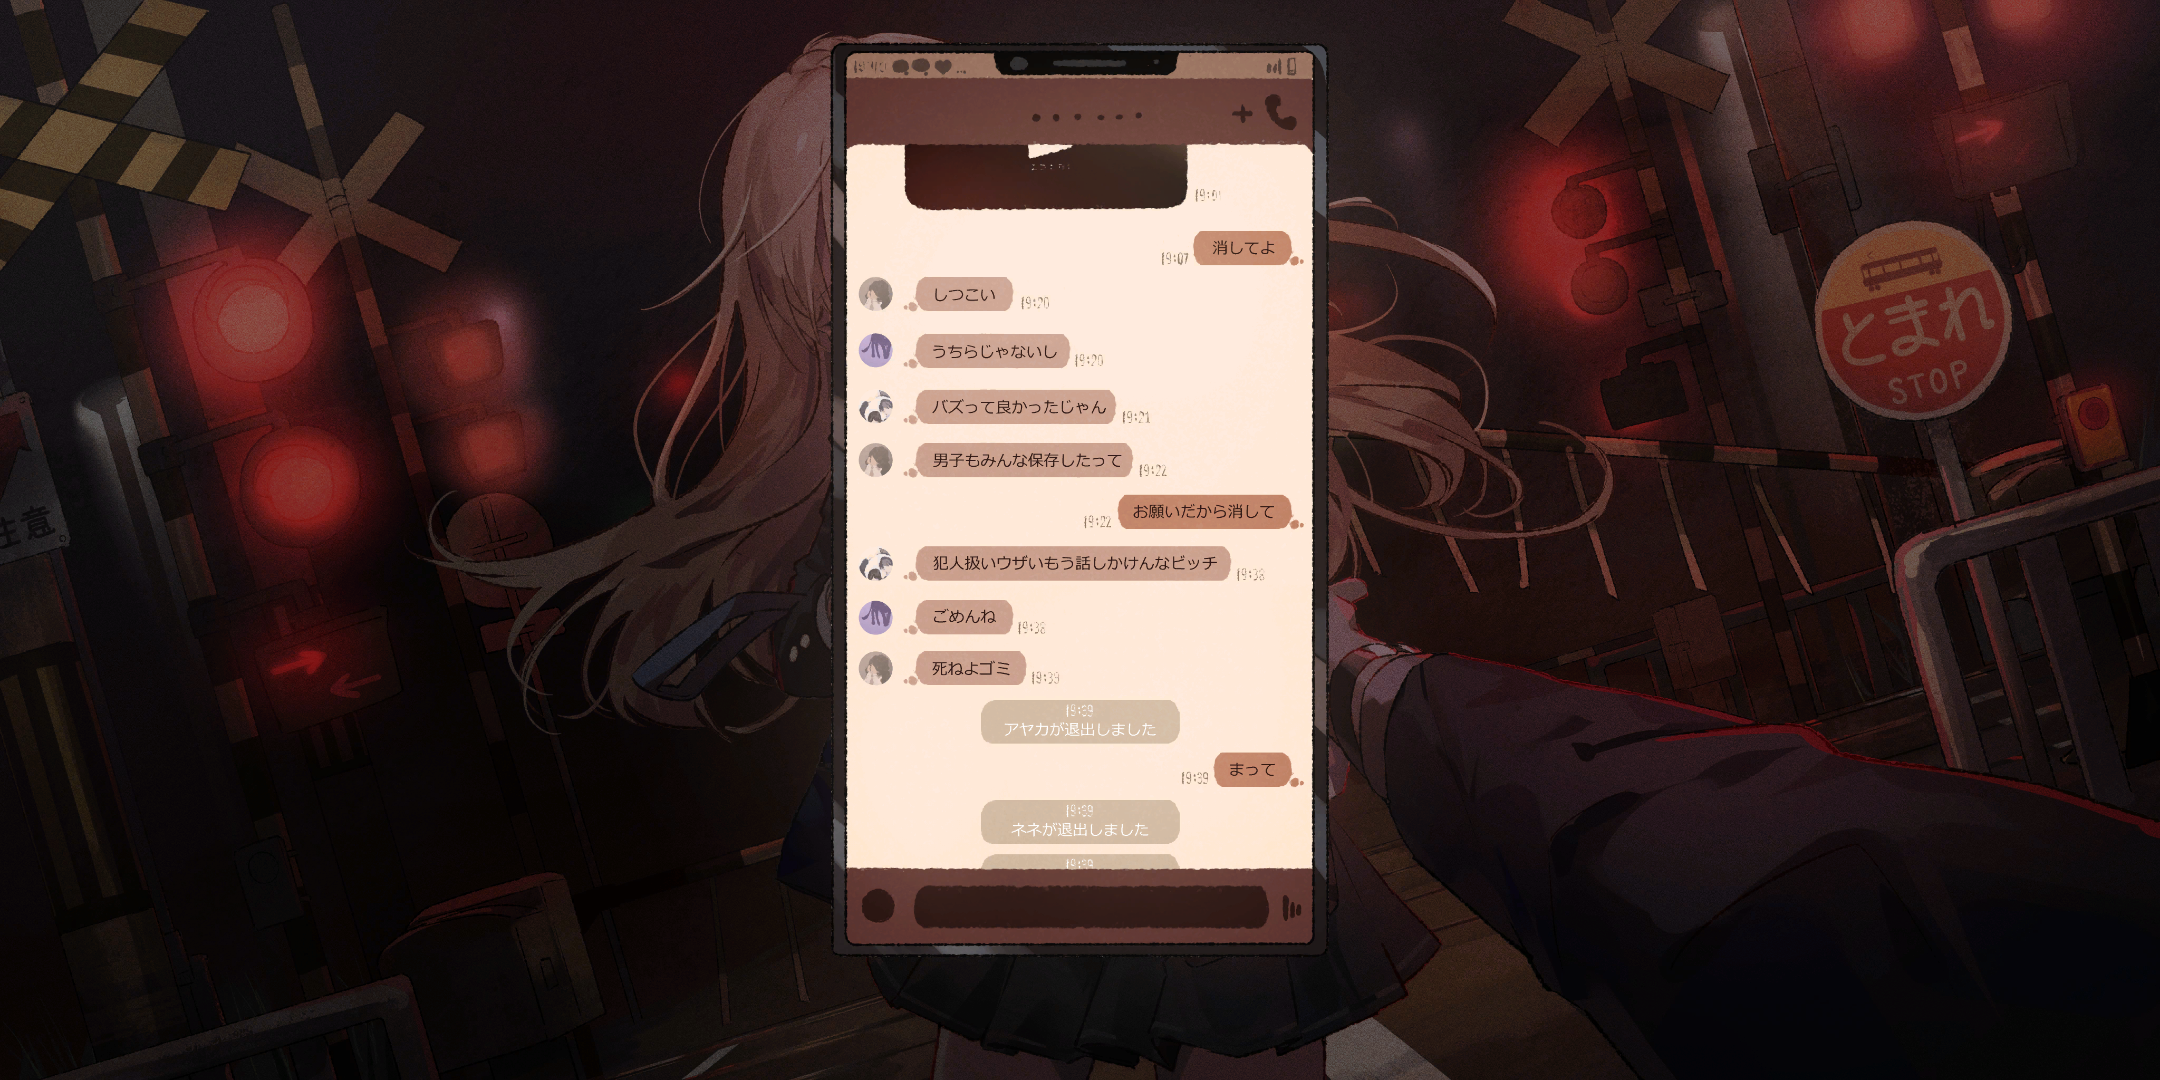 19:01
消してよ
19:07
しつこい
19:20
うちらじゃないし
19:20
バズって良かったじゃん
19:21
男子もみんな保存したって
19:22
お願いだから消して
19:22
犯人扱いウザいもう話しかけんなビッチ
19:38
ごめんね
19:38
死ねよゴミ
19:39
19:39
アヤカが退出しました
まって
19:39
19:39
ネネが退出しました
19:39
とまれ
STOP
注意